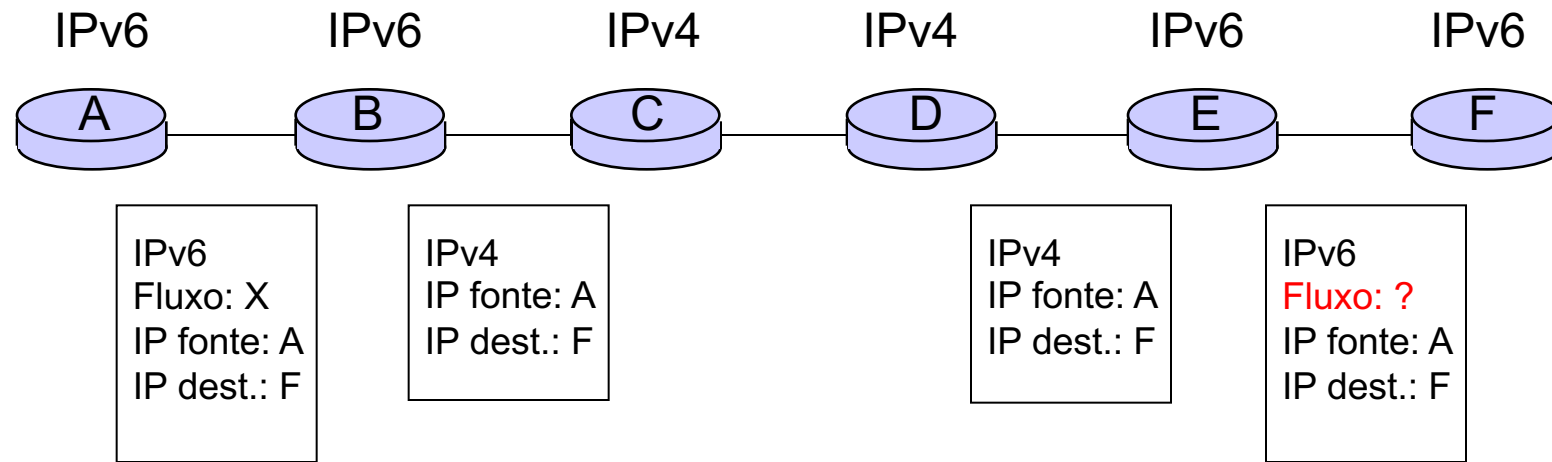 IPv6 IPv6 IPv4 IPv4 IPv6 IPv6
A B C D E F
IPv6
Fluxo: X
IP fonte: A
IP dest.: F
IPv4
IP fonte: A
IP dest.: F
IPv4
IP fonte: A
IP dest.: F
IPv6
Fluxo: ?
IP fonte: A
IP dest.: F